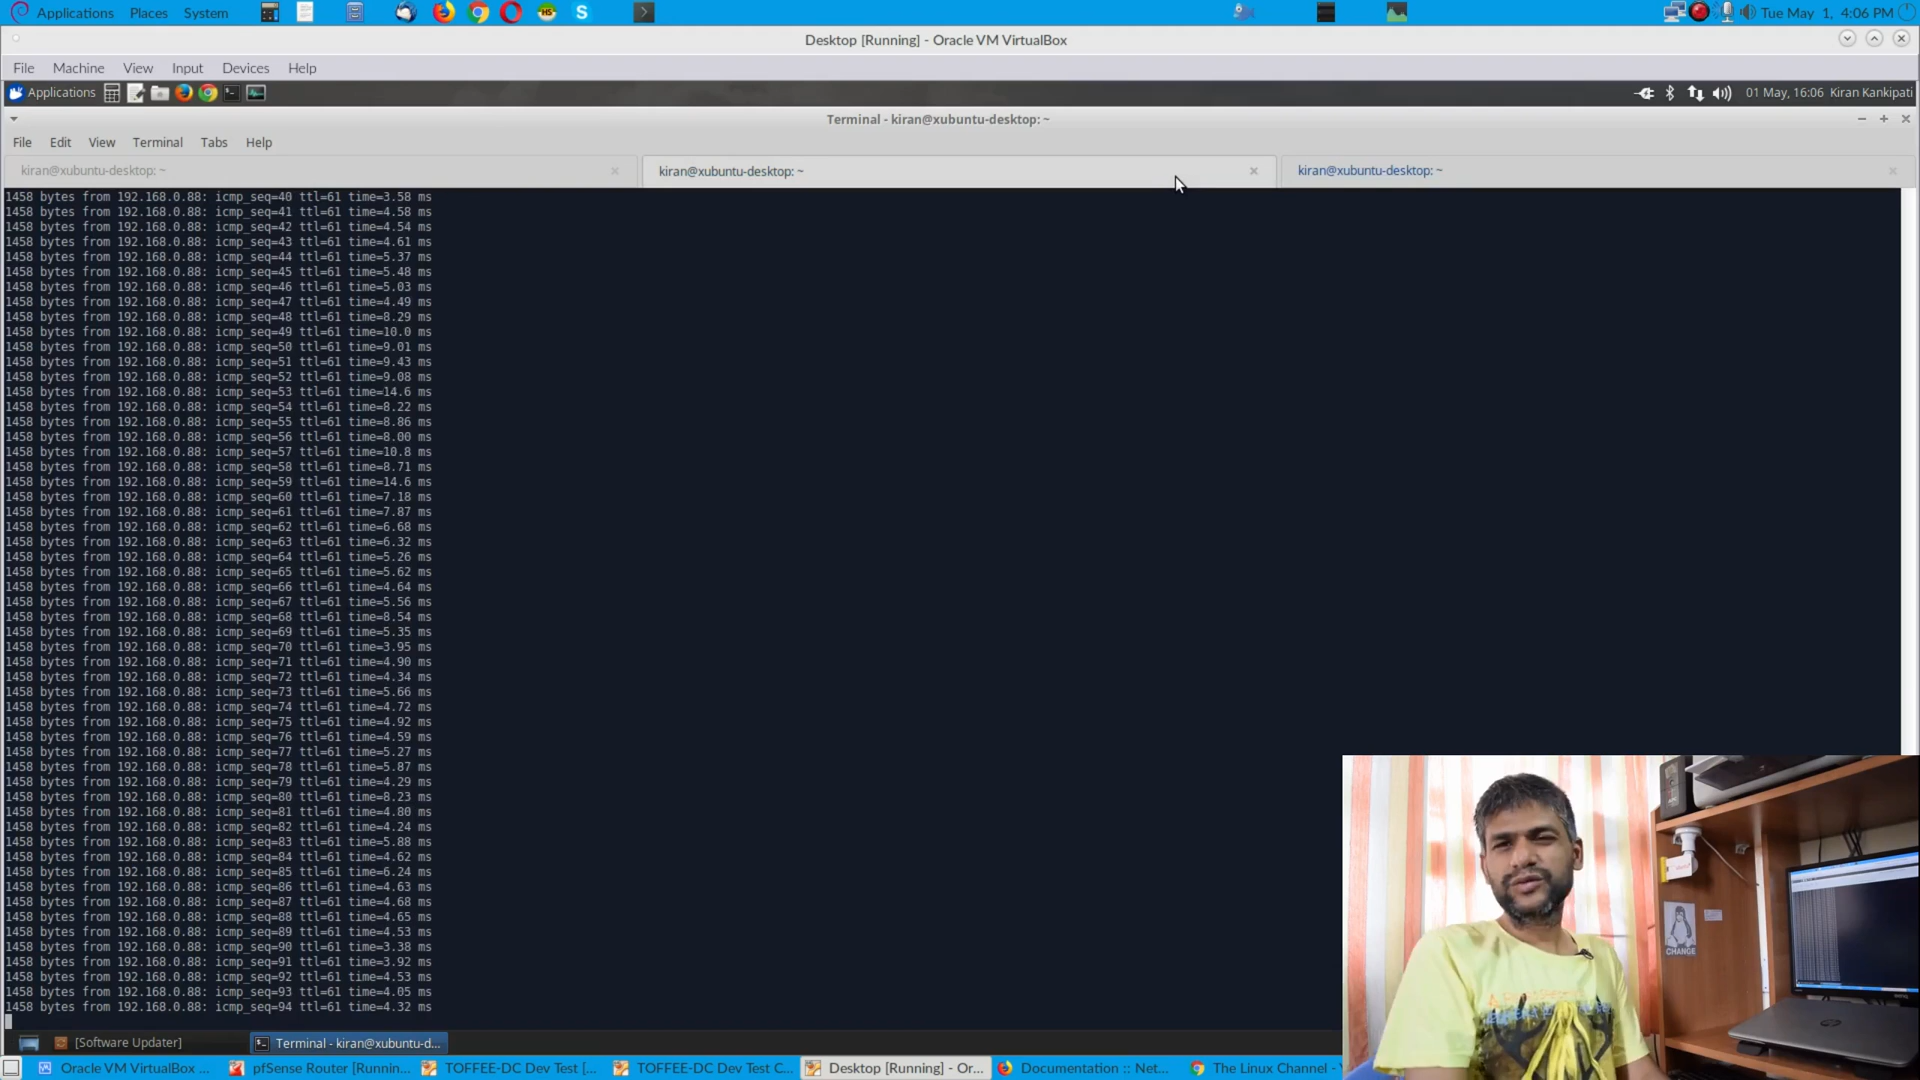 Applications Places System
Tue May 1, 4:06 PM
Desktop [Running] - Oracle VM VirtualBox
File Machine View Input Devices Help
Applications
01 May, 16:06 Kiran Kankipati
Terminal - kiran@xubuntu-desktop: ~
File Edit View Terminal Tabs Help
kiran@xubuntu-desktop: ~
kiran@xubuntu-desktop: ~
kiran@xubuntu-desktop: ~
1458 bytes from 192.168.0.88: icmp_seq=40 ttl=61 time=3.58 ms
1458 bytes from 192.168.0.88: icmp_seq=41 ttl=61 time=4.58 ms
1458 bytes from 192.168.0.88: icmp_seq=42 ttl=61 time=4.54 ms
1458 bytes from 192.168.0.88: icmp_seq=43 ttl=61 time=4.61 ms
1458 bytes from 192.168.0.88: icmp_seq=44 ttl=61 time=5.37 ms
1458 bytes from 192.168.0.88: icmp_seq=45 ttl=61 time=5.48 ms
1458 bytes from 192.168.0.88: icmp_seq=46 ttl=61 time=5.03 ms
1458 bytes from 192.168.0.88: icmp_seq=47 ttl=61 time=4.49 ms
1458 bytes from 192.168.0.88: icmp_seq=48 ttl=61 time=8.29 ms
1458 bytes from 192.168.0.88: icmp_seq=49 ttl=61 time=10.0 ms
1458 bytes from 192.168.0.88: icmp_seq=50 ttl=61 time=9.01 ms
1458 bytes from 192.168.0.88: icmp_seq=51 ttl=61 time=9.43 ms
1458 bytes from 192.168.0.88: icmp_seq=52 ttl=61 time=9.08 ms
1458 bytes from 192.168.0.88: icmp_seq=53 ttl=61 time=14.6 ms
1458 bytes from 192.168.0.88: icmp_seq=54 ttl=61 time=8.22 ms
1458 bytes from 192.168.0.88: icmp_seq=55 ttl=61 time=8.86 ms
1458 bytes from 192.168.0.88: icmp_seq=56 ttl=61 time=8.00 ms
1458 bytes from 192.168.0.88: icmp_seq=57 ttl=61 time=10.8 ms
1458 bytes from 192.168.0.88: icmp_seq=58 ttl=61 time=8.71 ms
1458 bytes from 192.168.0.88: icmp_seq=59 ttl=61 time=14.6 ms
1458 bytes from 192.168.0.88: icmp_seq=60 ttl=61 time=7.18 ms
1458 bytes from 192.168.0.88: icmp_seq=61 ttl=61 time=7.87 ms
1458 bytes from 192.168.0.88: icmp_seq=62 ttl=61 time=6.68 ms
1458 bytes from 192.168.0.88: icmp_seq=63 ttl=61 time=6.32 ms
1458 bytes from 192.168.0.88: icmp_seq=64 ttl=61 time=5.26 ms
1458 bytes from 192.168.0.88: icmp_seq=65 ttl=61 time=5.62 ms
1458 bytes from 192.168.0.88: icmp_seq=66 ttl=61 time=4.64 ms
1458 bytes from 192.168.0.88: icmp_seq=67 ttl=61 time=5.56 ms
1458 bytes from 192.168.0.88: icmp_seq=68 ttl=61 time=8.54 ms
1458 bytes from 192.168.0.88: icmp_seq=69 ttl=61 time=5.35 ms
1458 bytes from 192.168.0.88: icmp_seq=70 ttl=61 time=3.95 ms
1458 bytes from 192.168.0.88: icmp_seq=71 ttl=61 time=4.90 ms
1458 bytes from 192.168.0.88: icmp_seq=72 ttl=61 time=4.34 ms
1458 bytes from 192.168.0.88: icmp_seq=73 ttl=61 time=5.66 ms
1458 bytes from 192.168.0.88: icmp_seq=74 ttl=61 time=4.72 ms
1458 bytes from 192.168.0.88: icmp_seq=75 ttl=61 time=4.92 ms
1458 bytes from 192.168.0.88: icmp_seq=76 ttl=61 time=4.59 ms
1458 bytes from 192.168.0.88: icmp_seq=77 ttl=61 time=5.27 ms
1458 bytes from 192.168.0.88: icmp_seq=78 ttl=61 time=5.87 ms
1458 bytes from 192.168.0.88: icmp_seq=79 ttl=61 time=4.29 ms
1458 bytes from 192.168.0.88: icmp_seq=80 ttl=61 time=8.23 ms
1458 bytes from 192.168.0.88: icmp_seq=81 ttl=61 time=4.80 ms
1458 bytes from 192.168.0.88: icmp_seq=82 ttl=61 time=4.24 ms
1458 bytes from 192.168.0.88: icmp_seq=83 ttl=61 time=5.88 ms
1458 bytes from 192.168.0.88: icmp_seq=84 ttl=61 time=4.62 ms
1458 bytes from 192.168.0.88: icmp_seq=85 ttl=61 time=6.24 ms
1458 bytes from 192.168.0.88: icmp_seq=86 ttl=61 time=4.63 ms
1458 bytes from 192.168.0.88: icmp_seq=87 ttl=61 time=4.68 ms
1458 bytes from 192.168.0.88: icmp_seq=88 ttl=61 time=4.65 ms
1458 bytes from 192.168.0.88: icmp_seq=89 ttl=61 time=4.53 ms
1458 bytes from 192.168.0.88: icmp_seq=90 ttl=61 time=3.38 ms
1458 bytes from 192.168.0.88: icmp_seq=91 ttl=61 time=3.92 ms
1458 bytes from 192.168.0.88: icmp_seq=92 ttl=61 time=4.53 ms
1458 bytes from 192.168.0.88: icmp_seq=93 ttl=61 time=4.05 ms
1458 bytes from 192.168.0.88: icmp_seq=94 ttl=61 time=4.32 ms
CHANGE
[Software Updater]
Terminal - kiran@xubuntu-d...
Oracle VM VirtualBox ...
pfSense Router [Runnin...
TOFFEE-DC Dev Test [...
TOFFEE-DC Dev Test C...
Desktop [Running] - Or...
Documentation :: Net...
The Linux Channel -